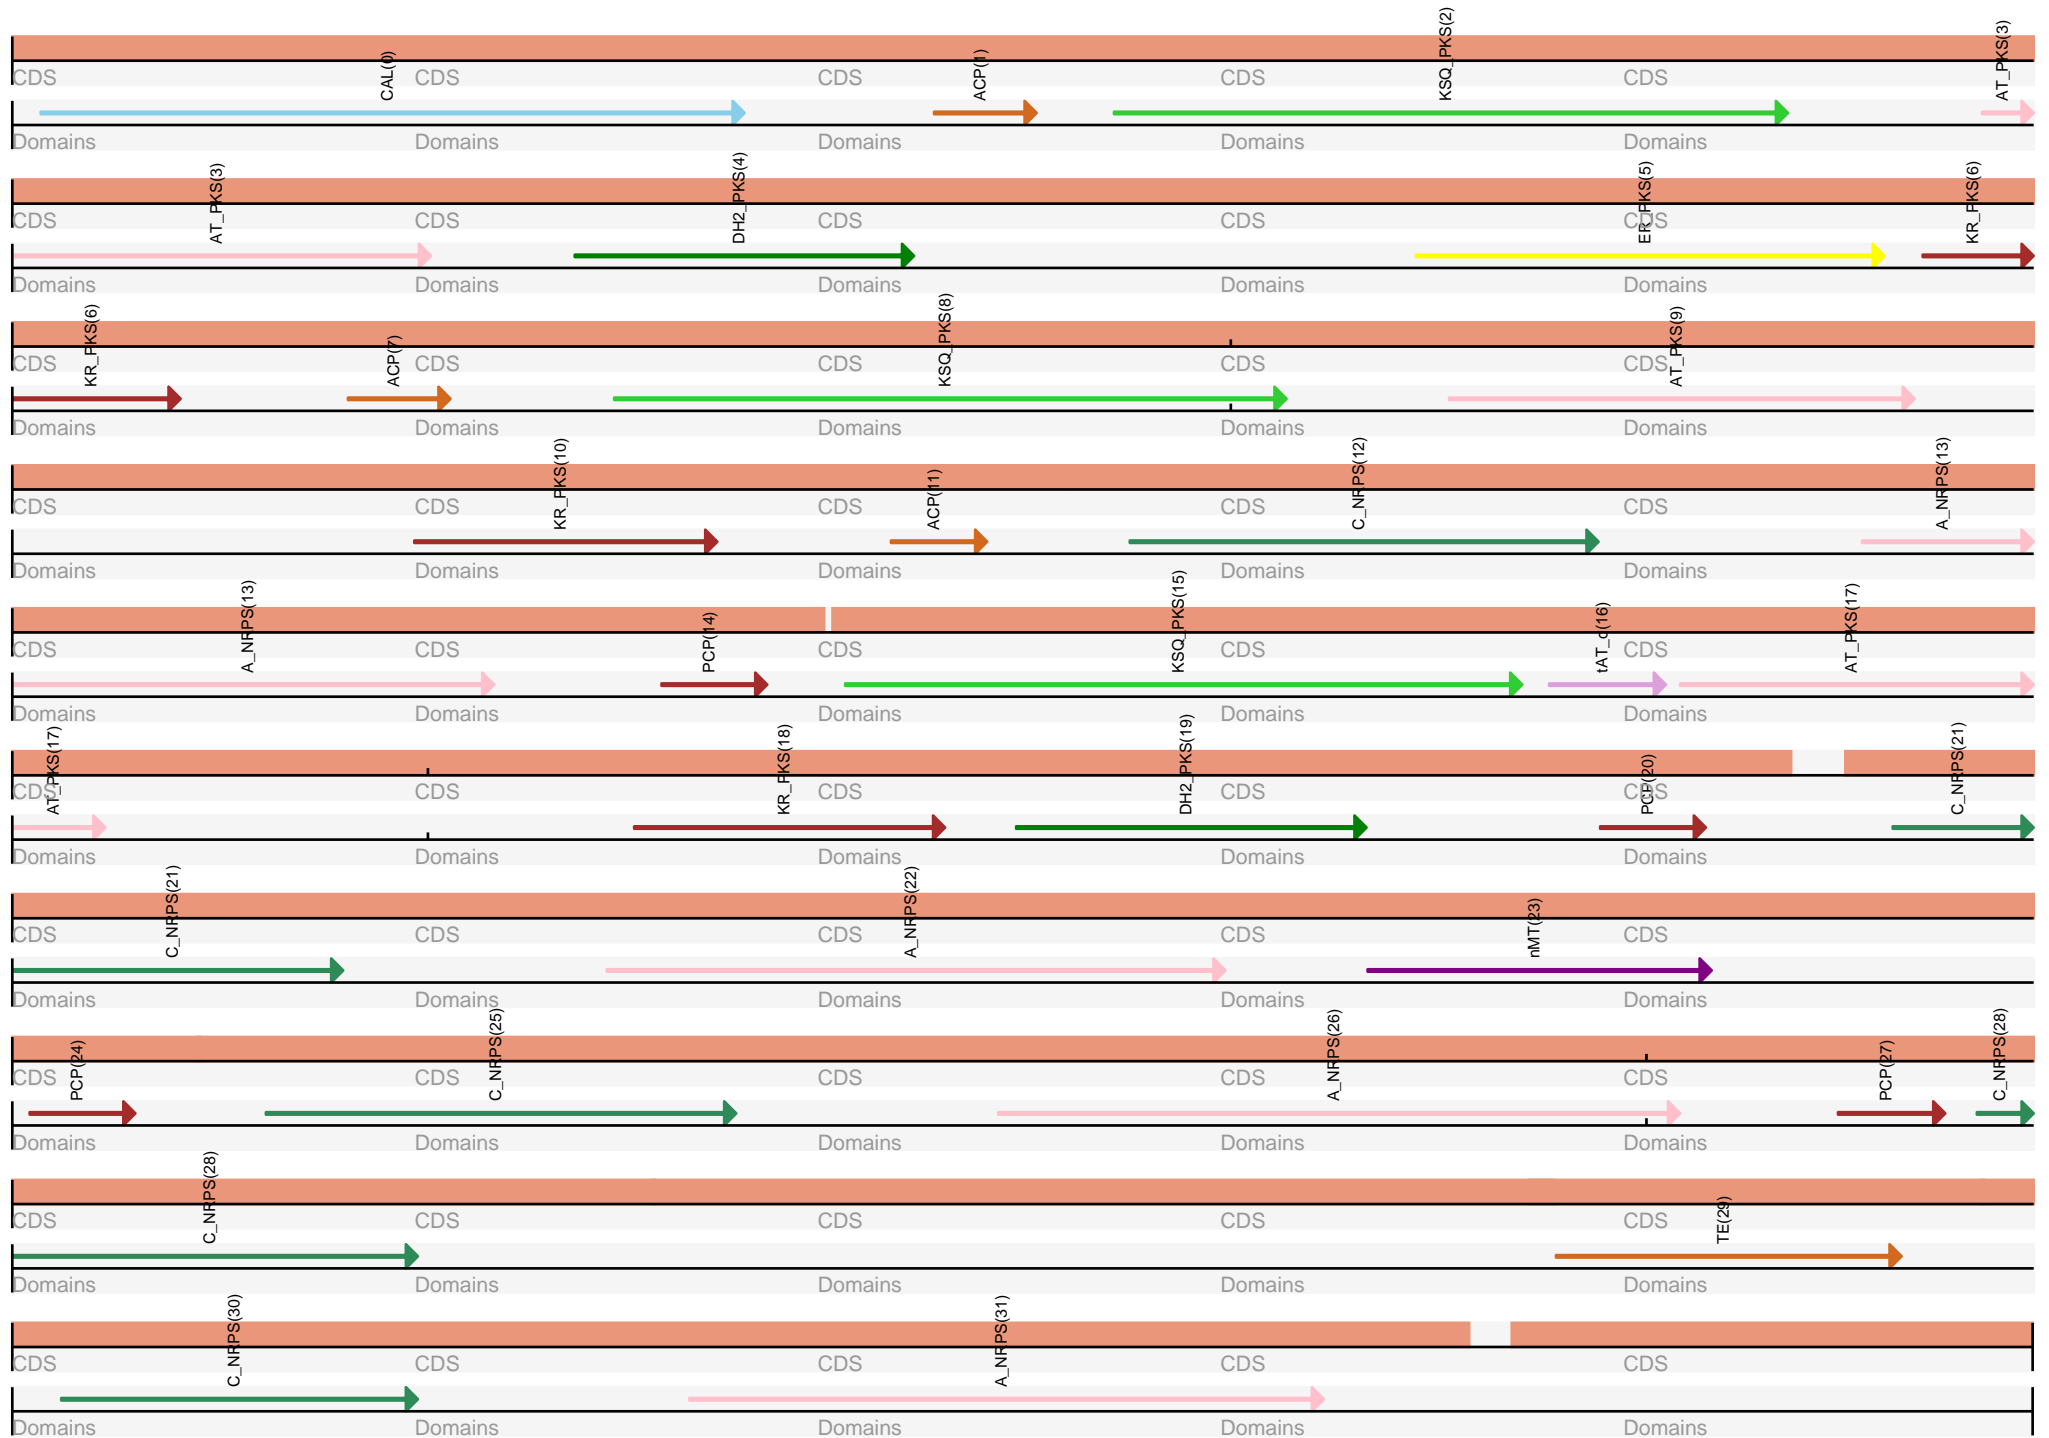 CAL(0) ACP(1) KSQ_PKS(2) AT_PKS(3)
CDS CDS CDS CDS CDS
Domains Domains Domains Domains Domains
AT_PKS(3) DH2_PKS(4) ER_PKS(5) KR_PKS(6)
CDS CDS CDS CDS CDS
Domains Domains Domains Domains Domains
KR_PKS(6) ACP(7) KSQ_PKS(8) AT_PKS(9)
CDS CDS CDS CDS CDS
Domains Domains Domains Domains Domains
KR_PKS(10) ACP(11) C_NRPS(12) A_NRPS(13)
CDS CDS CDS CDS CDS
Domains Domains Domains Domains Domains
A_NRPS(13) PCP(14) KSQ_PKS(15) tAT_d(16) AT_PKS(17)
CDS CDS CDS CDS CDS
Domains Domains Domains Domains Domains
AT_PKS(17) KR_PKS(18) DH2_PKS(19) PCP(20) C_NRPS(21)
CDS CDS CDS CDS CDS
Domains Domains Domains Domains Domains
C_NRPS(21) A_NRPS(22) nMT(23)
CDS CDS CDS CDS CDS
Domains Domains Domains Domains Domains
PCP(24) C_NRPS(25) A_NRPS(26) PCP(27) C_NRPS(28)
CDS CDS CDS CDS CDS
Domains Domains Domains Domains Domains
C_NRPS(28) TE(29)
CDS CDS CDS CDS CDS
Domains Domains Domains Domains Domains
C_NRPS(30) A_NRPS(31)
CDS CDS CDS CDS CDS
Domains Domains Domains Domains Domains